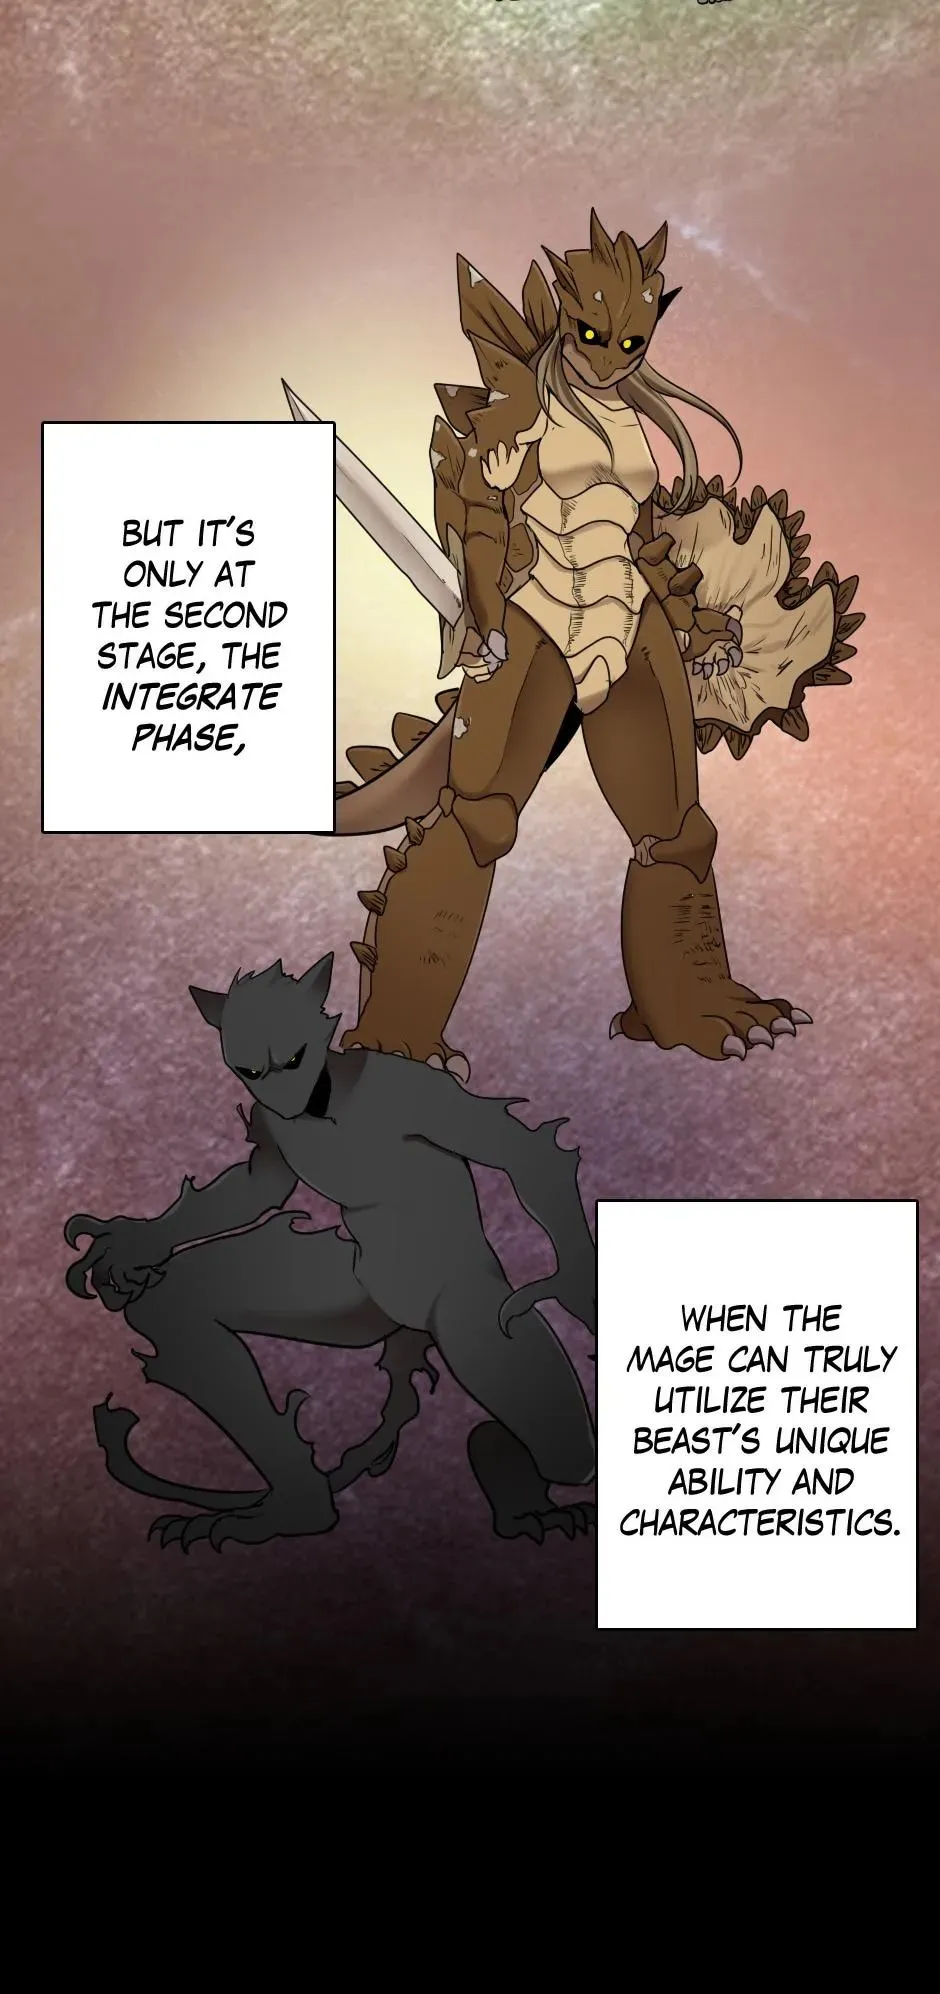 BUT IT'S
ONLY AT
THE SECOND
STAGE, THE
INTEGRATE
PHASE,
WHEN THE
MAGE CAN TRULY
UTILIZE THEIR
BEAST'S UNIQUE
ABILITY AND
CHARACTERISTICS.